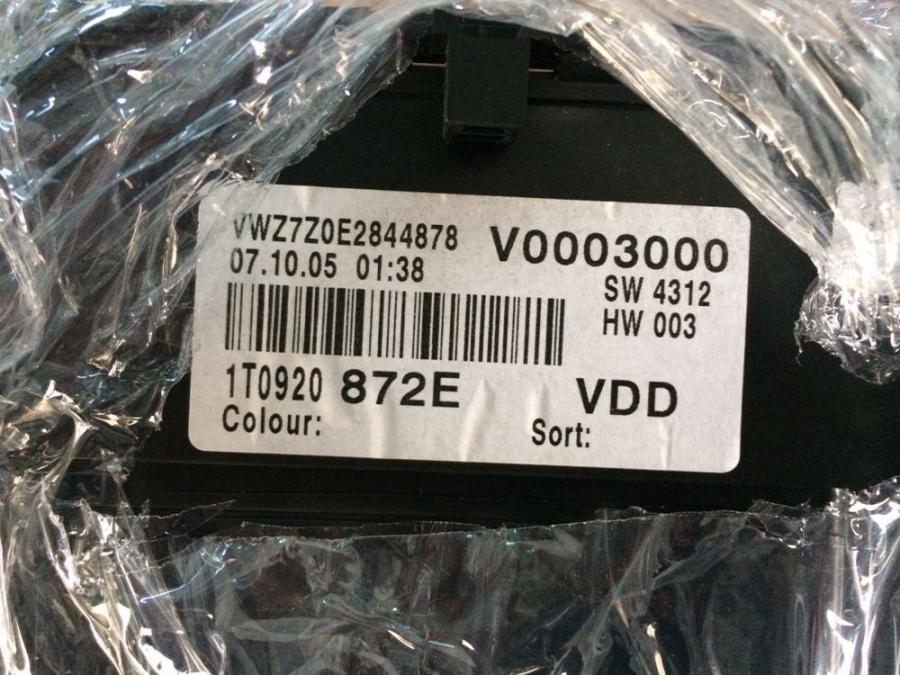 VWZ7Z0E2844878 V0003000
07.10.05 01:38 SW 4312
HW 003
1T0920 872E VDD
Colour: Sort: